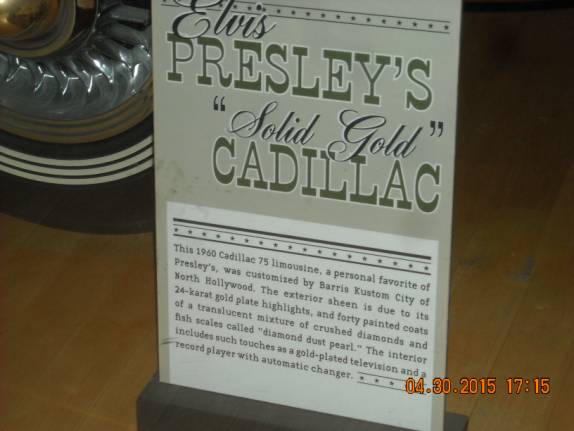 Elvis
PRESLEY'S
"Solid Gold"
CADILLAC
This 1960 Cadillac 75 limousine, a personal favorite of
Presley's, was customized by Barris Kustom City of
North Hollywood. The exterior sheen is due to its
24-karat gold plate highlights, and forty painted coats
of a translucent mixture of crushed diamonds and
fish scales called "diamond dust pearl." The interior
includes such touches as a gold-plated television and a
record player with automatic changer.
04.30.2015 17:15